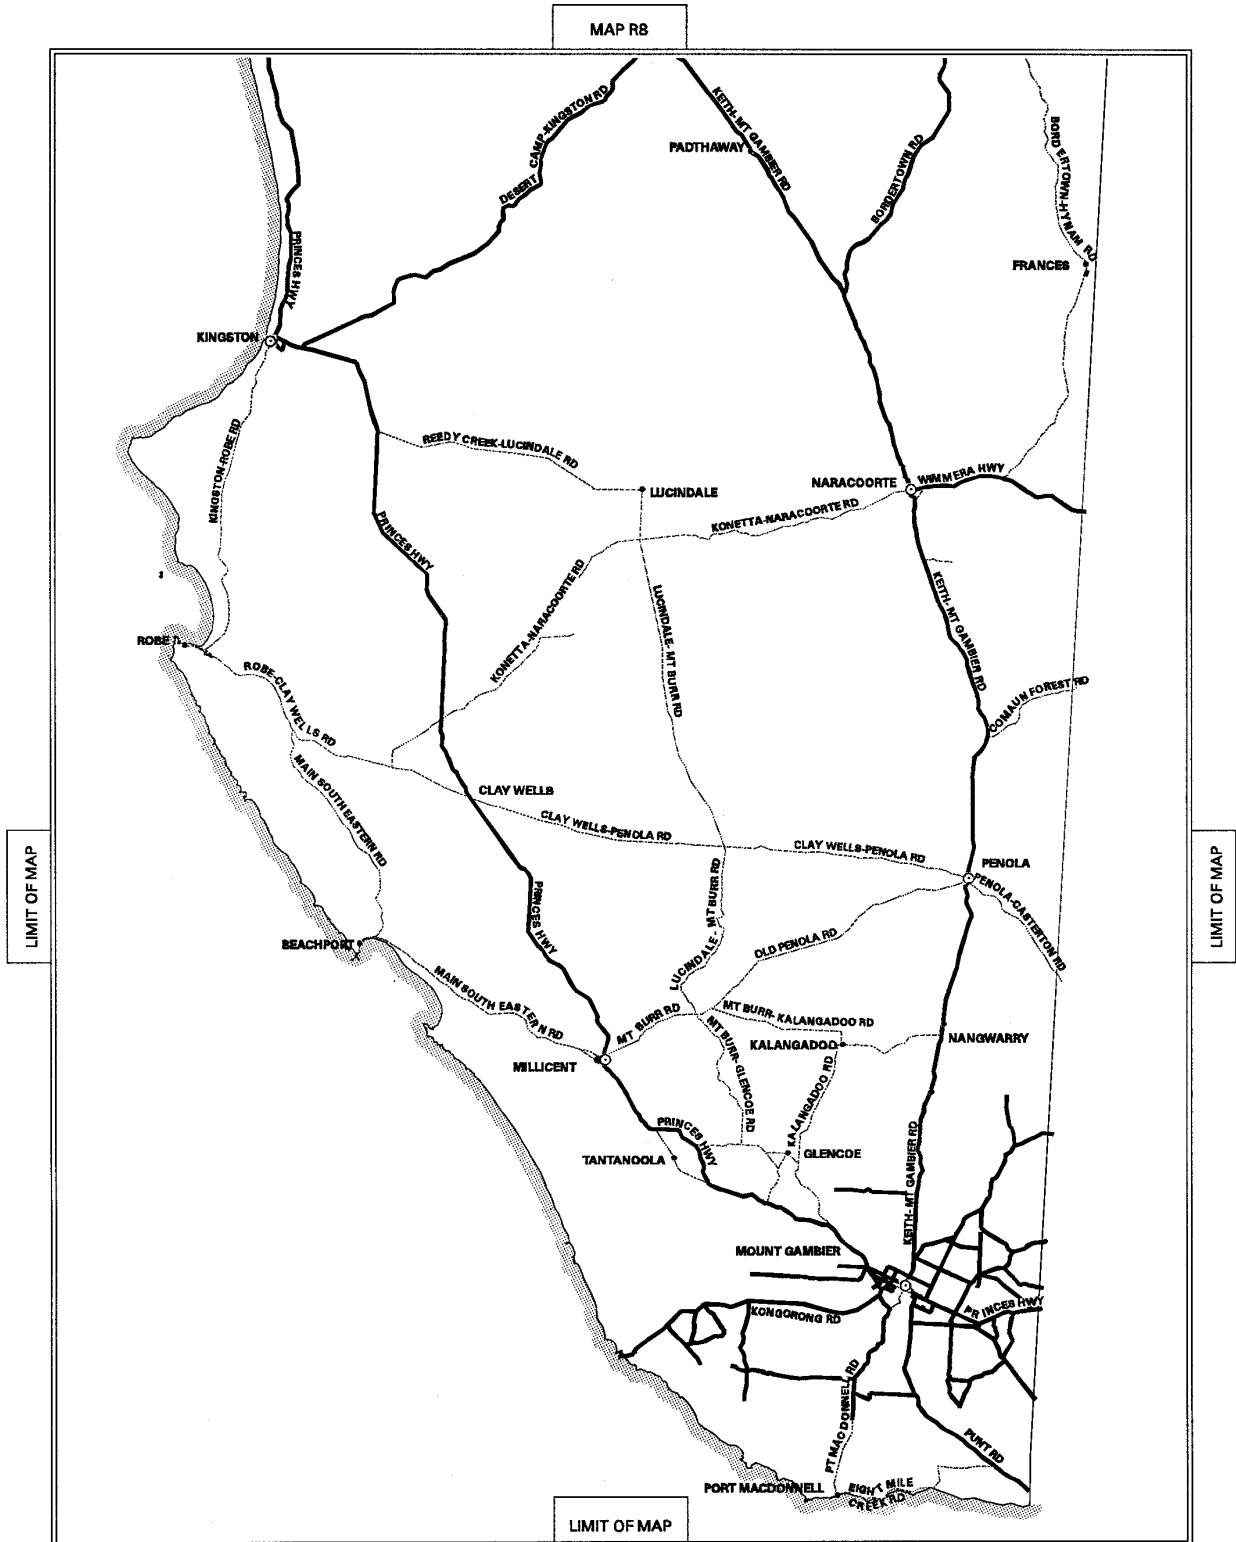 MAP R8
CAMP-KINGSTON RD
DESERT
KEITH-MT GAMBIER RD
PADTHAWAY
BORDERTOWN RD
BORDERTOWN-HYNAM RD
FRANCES
PRINCES HWY
KINGSTON
KINGSTON-ROBE RD
REEDY CREEK-LUCINDALE RD
LUCINDALE
NARACOORTE
WIMMERA HWY
KONETTA-NARACOORTE RD
PRINCES HWY
KONETTA-NARACOORTE RD
LUCINDALE-MT BURR RD
KEITH-MT GAMBIER RD
ROBE
ROBE-CLAY WELLS RD
COMAUN FOREST RD
MAIN SOUTH EASTERN RD
CLAY WELLS
CLAY WELLS-PENOLA RD
CLAY WELLS-PENOLA RD
PENOLA
PENOLA-CASTERTON RD
LIMIT OF MAP
LIMIT OF MAP
PRINCES HWY
LUCINDALE-MT BURR RD
OLD PENOLA RD
BEACHPORT
MAIN SOUTH EASTERN RD
MT BURR RD
MT BURR-KALANGADOO RD
MT BURR-GLENCOE RD
KALANGADOO
NANGWARRY
MILLICENT
KALANGADOO RD
PRINCES HWY
TANTANOOLA
GLENCOE
KEITH-MT GAMBIER RD
MOUNT GAMBIER
PRINCES HWY
KONGORONG RD
PT MAC DONNELL RD
PUNT RD
PORT MACDONNELL
EIGHT MILE
CREEK RD
LIMIT OF MAP